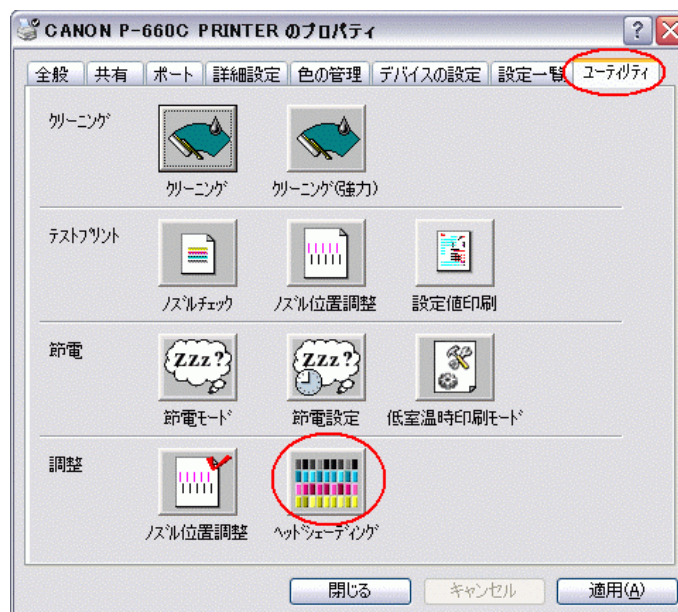 CANON P-660C PRINTER のプロパティ
全般 共有 ポート 詳細設定 色の管理 デバイスの設定 設定一覧 ユーティリティ
クリーニング
クリーニング クリーニング(強力)
テストプリント
ノズルチェック ノズル位置調整 設定値印刷
節電
Zzz? Zzz?
節電モード 節電設定 低室温時印刷モード
調整
ノズル位置調整 ヘッドシェーディング
閉じる キャンセル 適用(A)